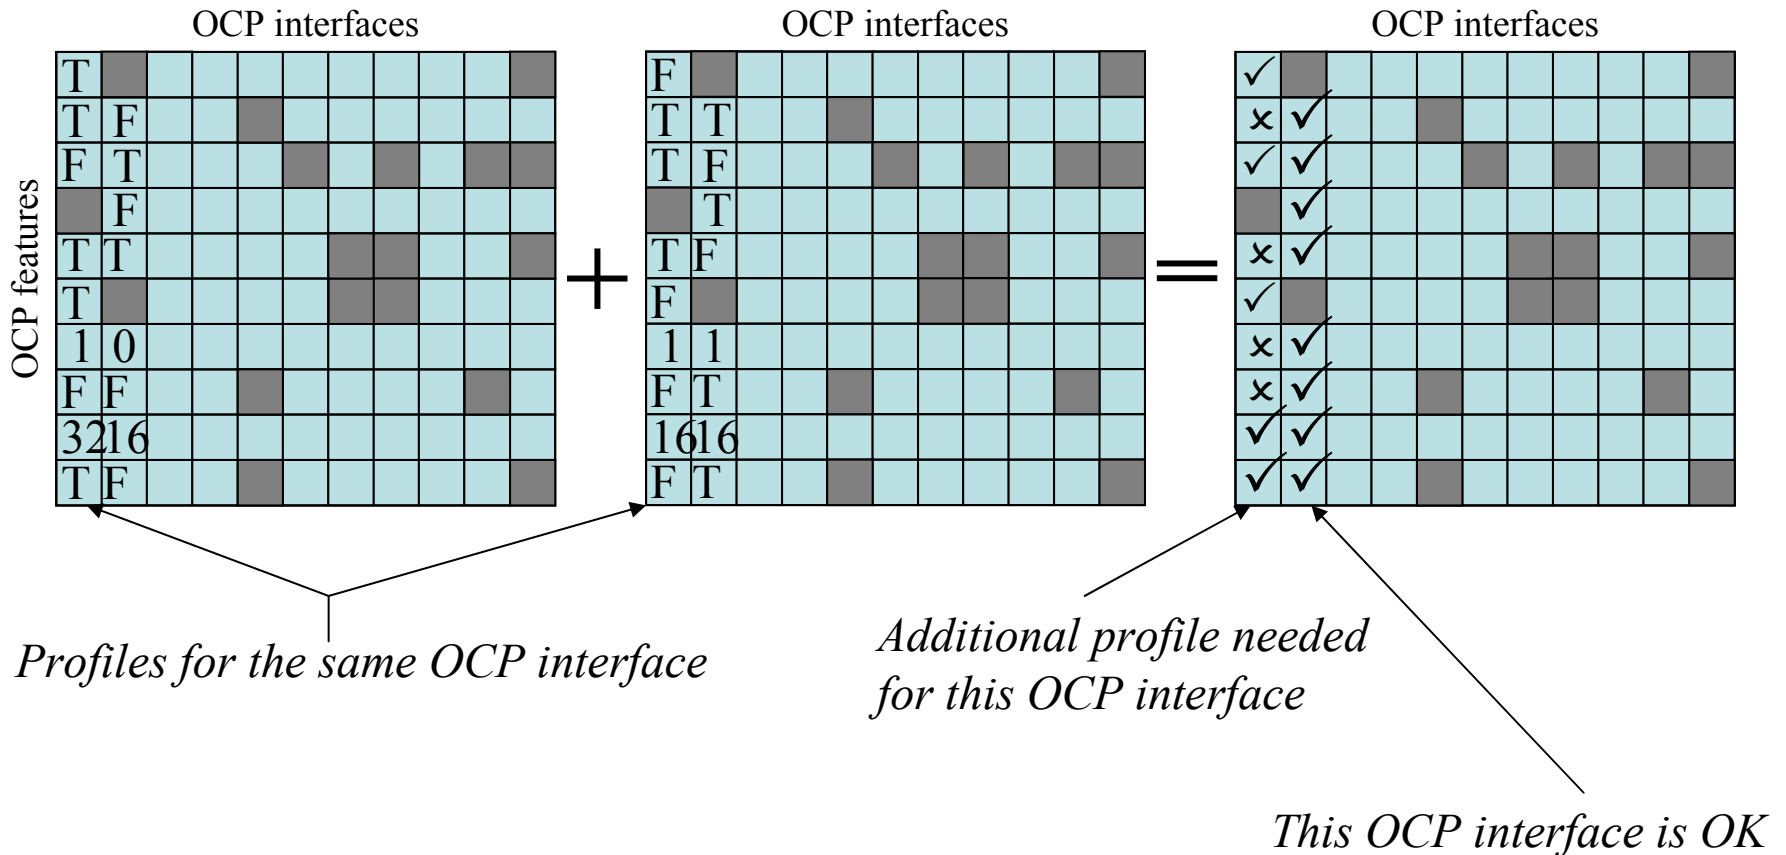 OCP interfaces OCP interfaces OCP interfaces
OCP features
T F ✓
T F T T × ✓
F T T F ✓ ✓
F T ✓
T T T F × ✓
T F ✓
1 0 1 1 × ✓
F F F T × ✓
32 16 16 16 ✓ ✓
T F F T ✓ ✓
+ =
Profiles for the same OCP interface
Additional profile needed
for this OCP interface
This OCP interface is OK